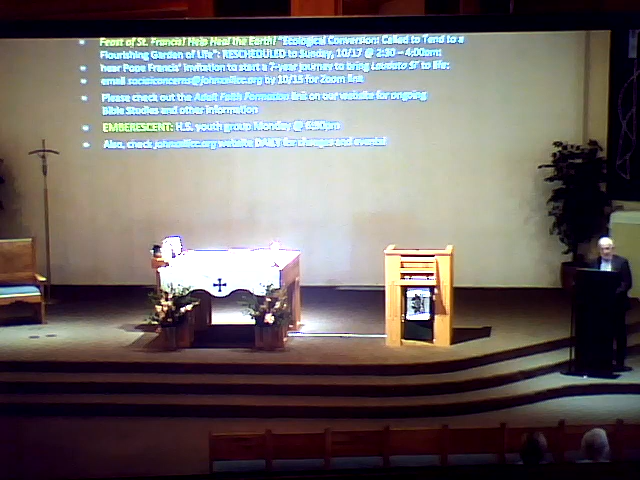 Feast of St. Francis! Help Heal the Earth! "Ecological Conversion: Called to Tend to a
Flourishing Garden of Life": RESCHEDULED to Sunday, 10/17 @ 2:30 – 4:00pm:
hear Pope Francis' invitation to start a 7-year journey to bring Laudato Si' to life:
email socialconcerns@johnxxiiicc.org by 10/15 for Zoom link
Please check out the Adult Faith Formation link on our website for ongoing
Bible Studies and other information
EMBERESCENT: H.S. youth group Monday @ 6:30pm
Also, check johnxxiiicc.org website DAILY for changes and events!